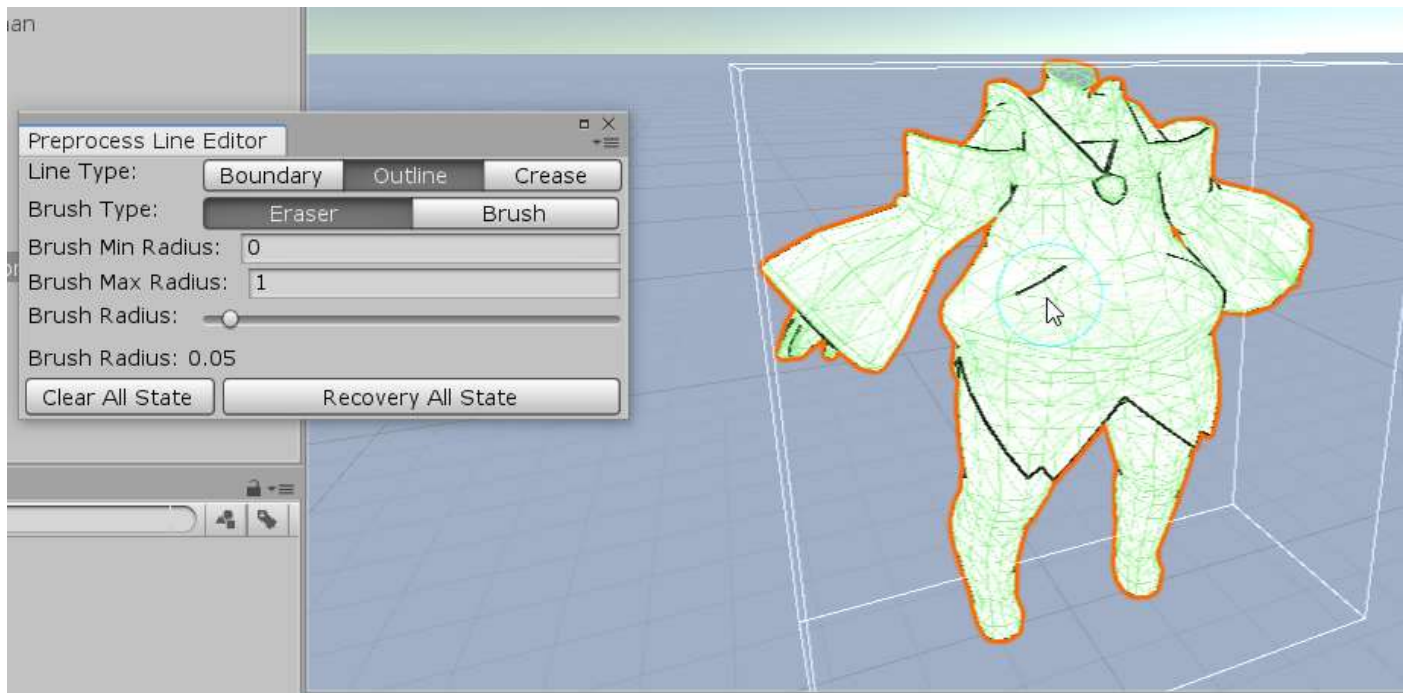 Preprocess Line Editor
Line Type: Boundary Outline Crease
Brush Type: Eraser Brush
Brush Min Radius: 0
Brush Max Radius: 1
Brush Radius:
Brush Radius: 0.05
Clear All State Recovery All State